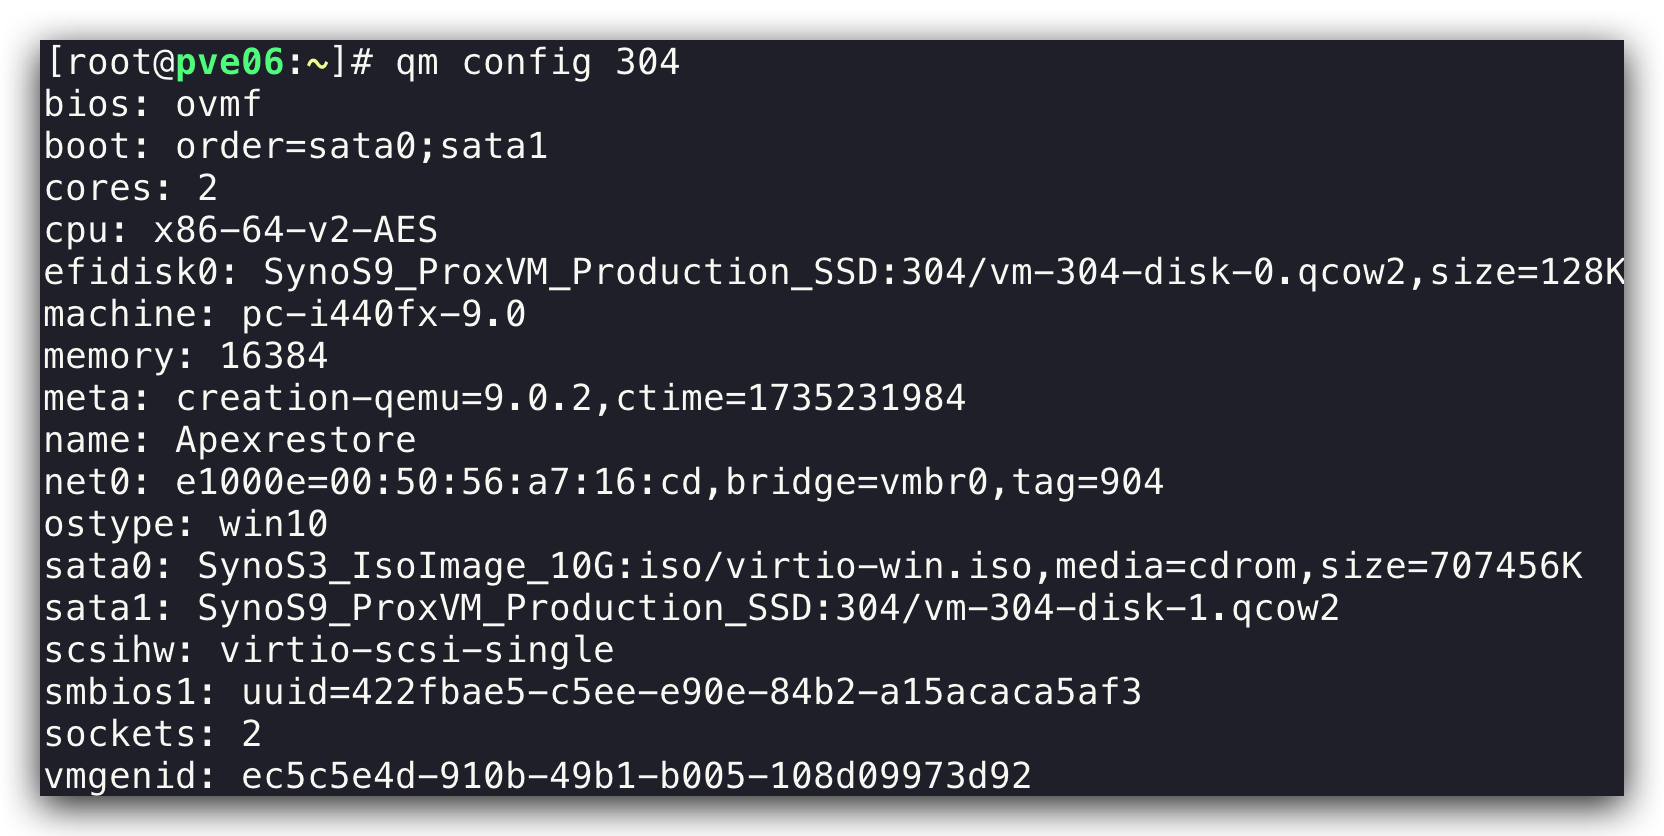 [root@pve06:~]# qm config 304
bios: ovmf
boot: order=sata0;sata1
cores: 2
cpu: x86-64-v2-AES
efidisk0: SynoS9_ProxVM_Production_SSD:304/vm-304-disk-0.qcow2,size=128K
machine: pc-i440fx-9.0
memory: 16384
meta: creation-qemu=9.0.2,ctime=1735231984
name: Apexrestore
net0: e1000e=00:50:56:a7:16:cd,bridge=vmbr0,tag=904
ostype: win10
sata0: SynoS3_IsoImage_10G:iso/virtio-win.iso,media=cdrom,size=707456K
sata1: SynoS9_ProxVM_Production_SSD:304/vm-304-disk-1.qcow2
scsihw: virtio-scsi-single
smbios1: uuid=422fbae5-c5ee-e90e-84b2-a15acaca5af3
sockets: 2
vmgenid: ec5c5e4d-910b-49b1-b005-108d09973d92